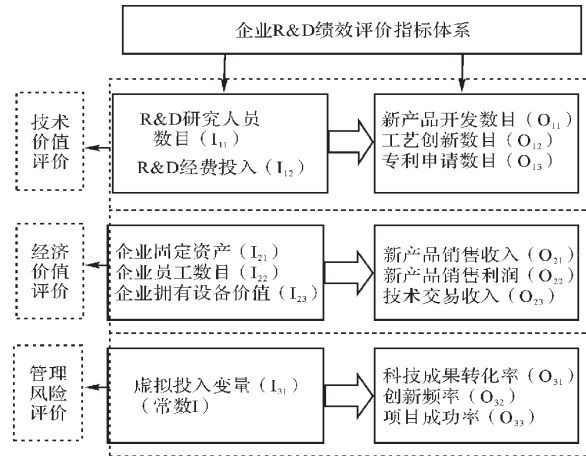 企业R&D绩效评价指标体系
技术
价值
评价
R&D研究人员
数目(I₁₁)
R&D经费投入(I₁₂)
新产品开发数目(O₁₁)
工艺创新数目(O₁₂)
专利申请数目(O₁₃)
经济
价值
评价
企业固定资产(I₂₁)
企业员工数目(I₂₂)
企业拥有设备价值(I₂₃)
新产品销售收入(O₂₁)
新产品销售利润(O₂₂)
技术交易收入(O₂₃)
管理
风险
评价
虚拟投入变量(I₃₁)
(常数I)
科技成果转化率(O₃₁)
创新频率(O₃₂)
项目成功率(O₃₃)